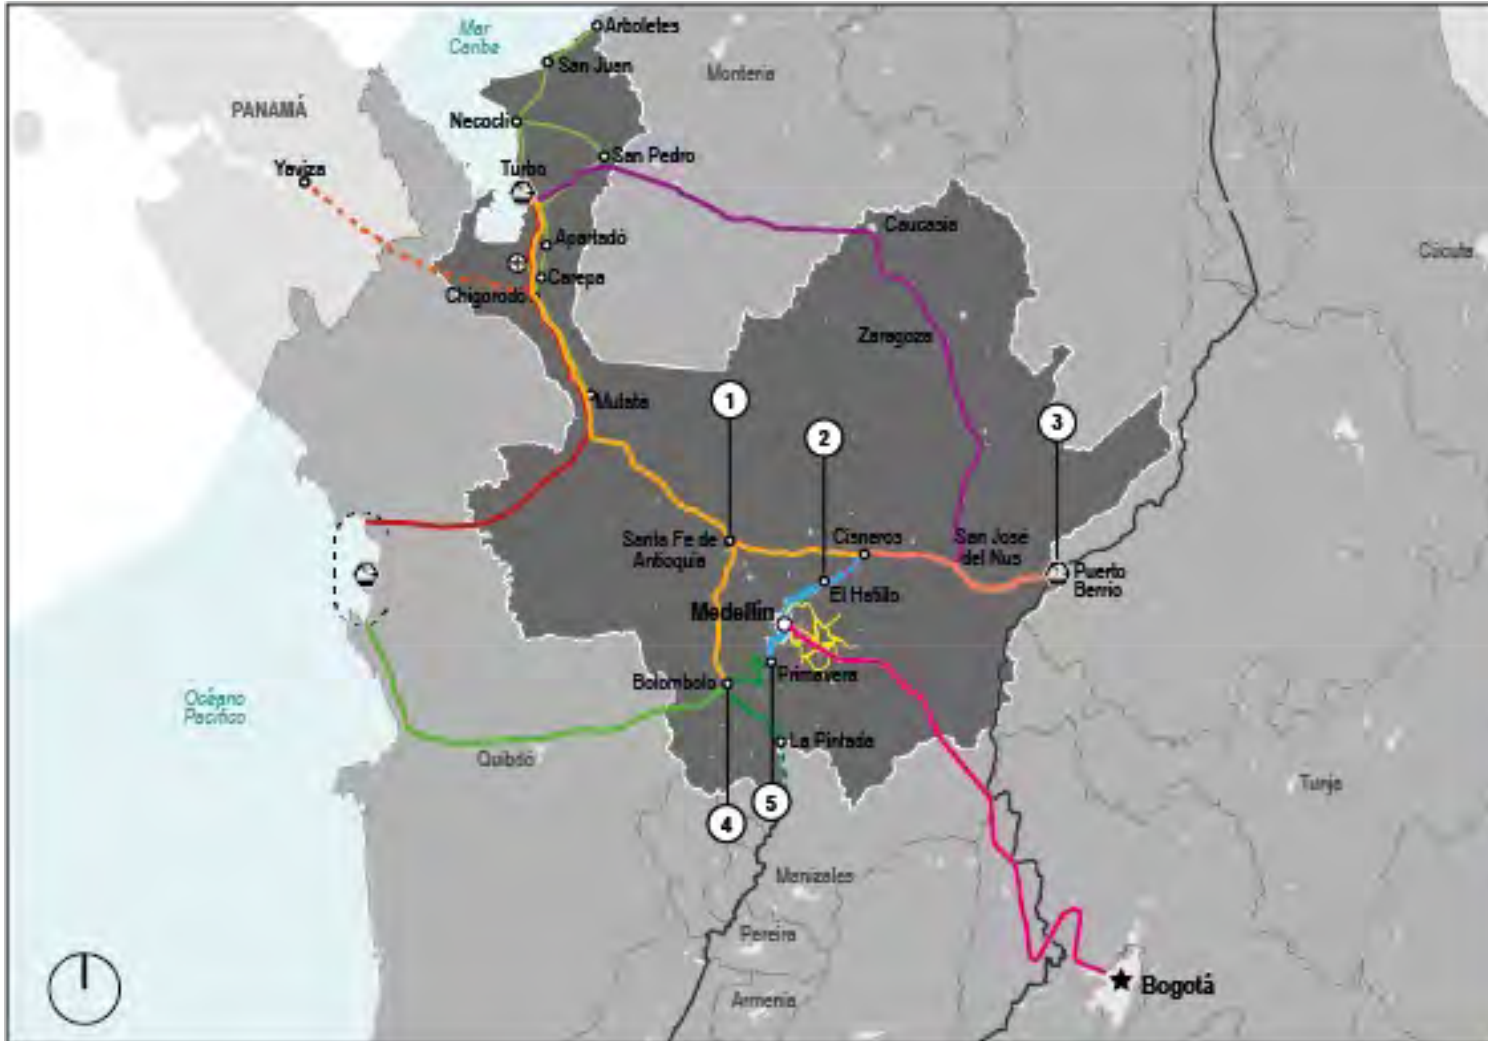 Arboletes
Mar
Caribe
San Juan
Montería
PANAMÁ
Necoclí
Yaviza
Turbo
San Pedro
Caucasia
Apartadó
Cúcuta
Carepa
Chigorodó
Zaragoza
Mutatá
1
2
3
Santa Fe de
Antioquia
Cisneros
San José
del Nus
Puerto
Berrio
El Hatillo
Medellín
Primavera
Bolombolo
Océano
Pacífico
La Pintada
Quibdó
Tunja
5
4
Manizales
Pereira
Armenia
Bogotá